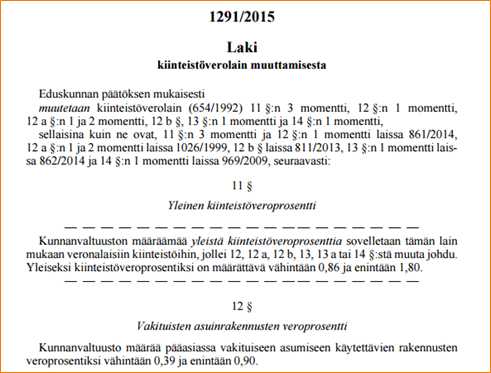 1291/2015
Laki
kiinteistöverolain muuttamisesta
Eduskunnan päätöksen mukaisesti
muutetaan kiinteistöverolain (654/1992) 11 §:n 3 momentti, 12 §:n 1 momentti,
12 a §:n 1 ja 2 momentti, 12 b §, 13 §:n 1 momentti ja 14 §:n 1 momentti,
sellaisina kuin ne ovat, 11 §:n 3 momentti ja 12 §:n 1 momentti laissa 861/2014,
12 a §:n 1 ja 2 momentti laissa 1026/1999, 12 b § laissa 811/2013, 13 §:n 1 momentti lais-
sa 862/2014 ja 14 §:n 1 momentti laissa 969/2009, seuraavasti:
11 §
Yleinen kiinteistöveroprosentti
— — — — — — — — — — — — — — — — — — — —
Kunnanvaltuuston määräämää yleistä kiinteistöveroprosenttia sovelletaan tämän lain
mukaan veronalaisiin kiinteistöihin, jollei 12, 12 a, 12 b, 13, 13 a tai 14 §:stä muuta johdu.
Yleiseksi kiinteistöveroprosentiksi on määrättävä vähintään 0,86 ja enintään 1,80.
— — — — — — — — — — — — — — — — — — — —
12 §
Vakituisten asuinrakennusten veroprosentti
Kunnanvaltuusto määrää pääasiassa vakituiseen asumiseen käytettävien rakennusten
veroprosentiksi vähintään 0,39 ja enintään 0,90.